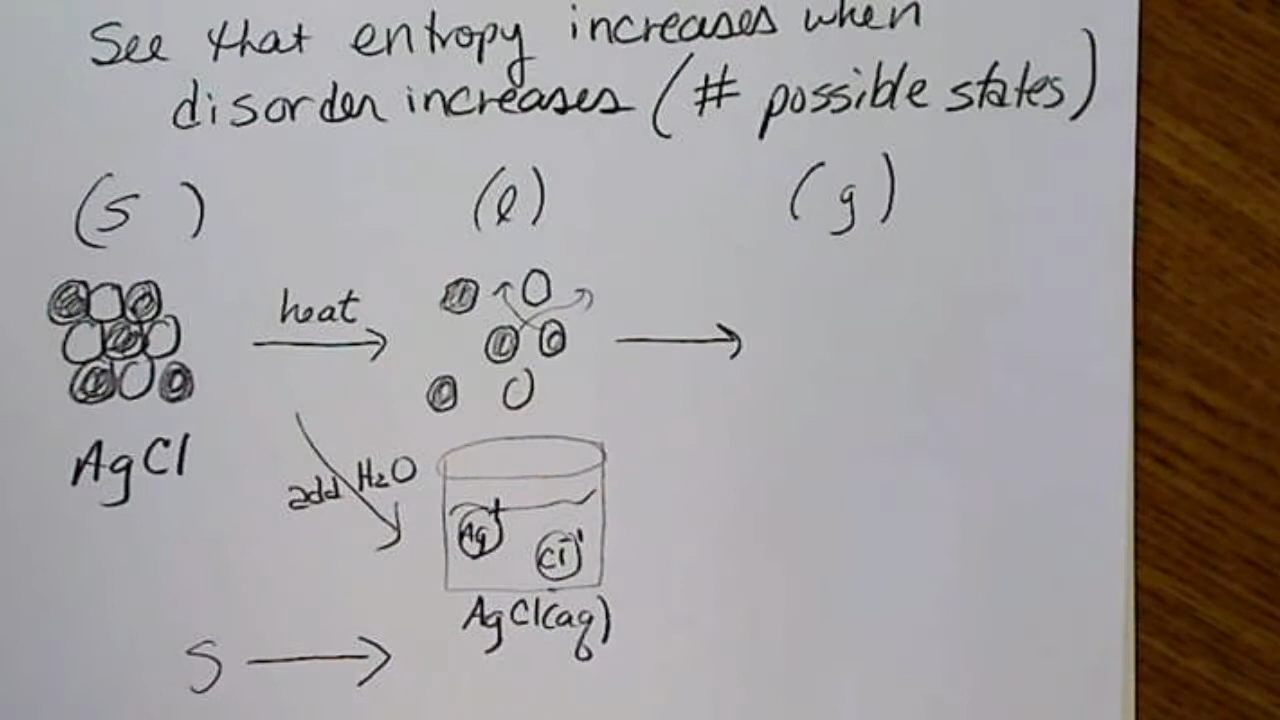 See that entropy increases when
disorder increases (# possible states)
(s) (l) (g)
heat
AgCl
add H₂O
Ag⁺ Cl⁻
AgCl(aq)
S